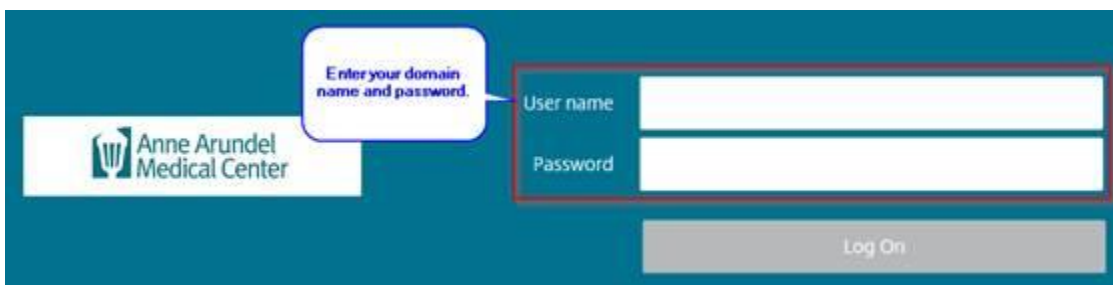 Enter your domain
name and password.
User name
Anne Arundel
Medical Center
Password
Log On